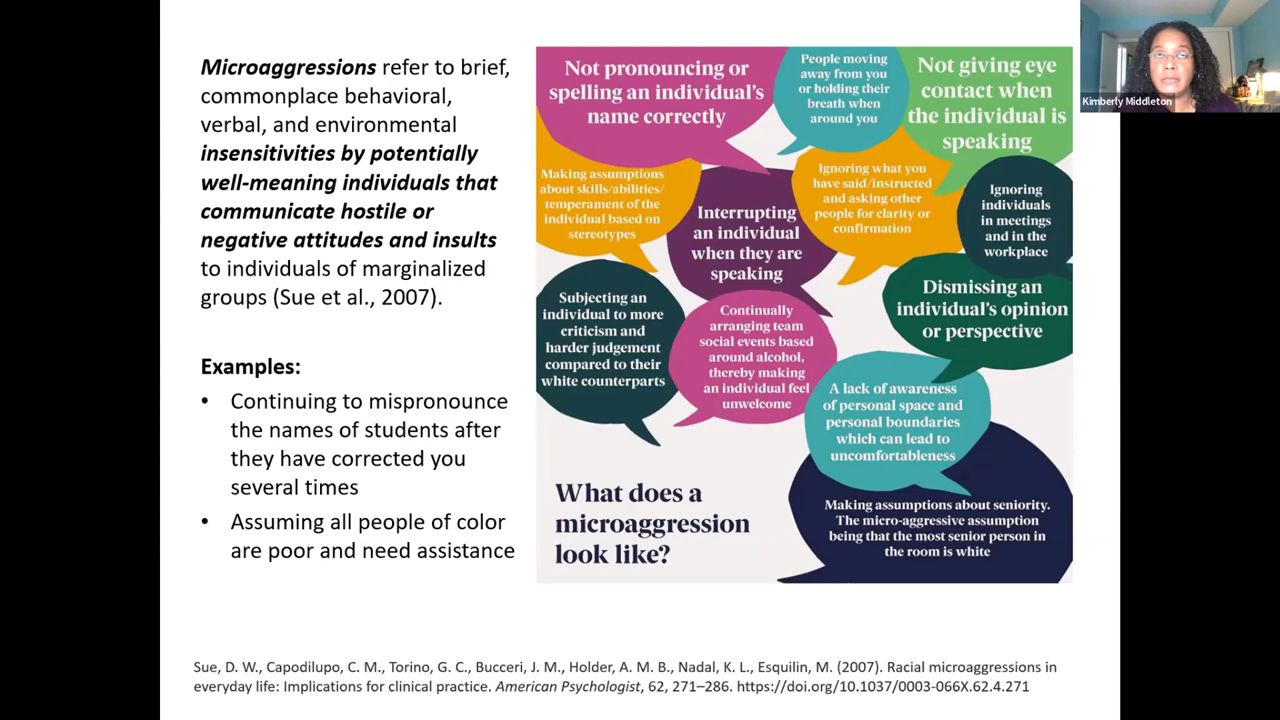 Microaggressions refer to brief,
commonplace behavioral,
verbal, and environmental
insensitivities by potentially
well-meaning individuals that
communicate hostile or
negative attitudes and insults
to individuals of marginalized
groups (Sue et al., 2007).
Examples:
• Continuing to mispronounce
the names of students after
they have corrected you
several times
• Assuming all people of color
are poor and need assistance
Not pronouncing or
spelling an individual's
name correctly
People moving
away from you
or holding their
breath when
around you
Not giving eye
contact when
the individual is
speaking
Making assumptions
about skills/abilities/
temperament of the
individual based on
stereotypes
Interrupting
an individual
when they are
speaking
Ignoring what you
have said/instructed
and asking other
people for clarity or
confirmation
Ignoring
individuals
in meetings
and in the
workplace
Subjecting an
individual to more
criticism and
harder judgement
compared to their
white counterparts
Continually
arranging team
social events based
around alcohol,
thereby making
an individual feel
unwelcome
Dismissing an
individual's opinion
or perspective
A lack of awareness
of personal space and
personal boundaries
which can lead to
uncomfortableness
What does a
microaggression
look like?
Making assumptions about seniority.
The micro-aggressive assumption
being that the most senior person in
the room is white
Sue, D. W., Capodilupo, C. M., Torino, G. C., Bucceri, J. M., Holder, A. M. B., Nadal, K. L., Esquilin, M. (2007). Racial microaggressions in
everyday life: Implications for clinical practice. American Psychologist, 62, 271–286. https://doi.org/10.1037/0003-066X.62.4.271
Kimberly Middleton